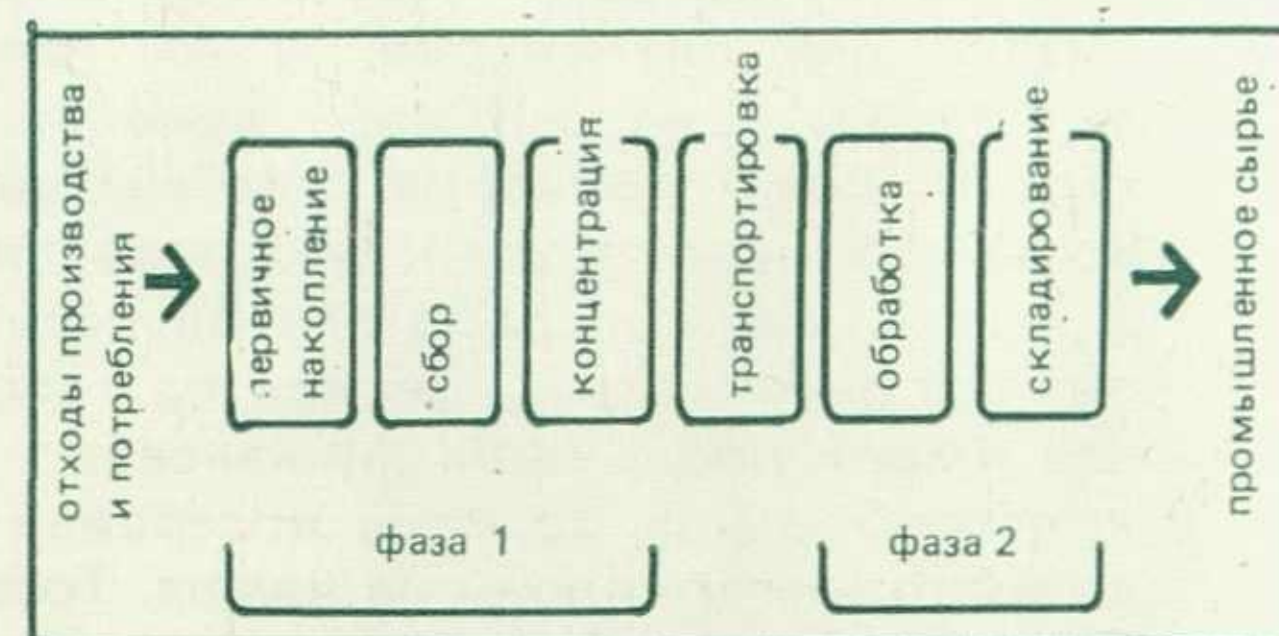 отходы производства
и потребления
первичное
накопление
сбор
концентрация
транспортировка
обработка
складирование
промышленное сырье
фаза 1
фаза 2